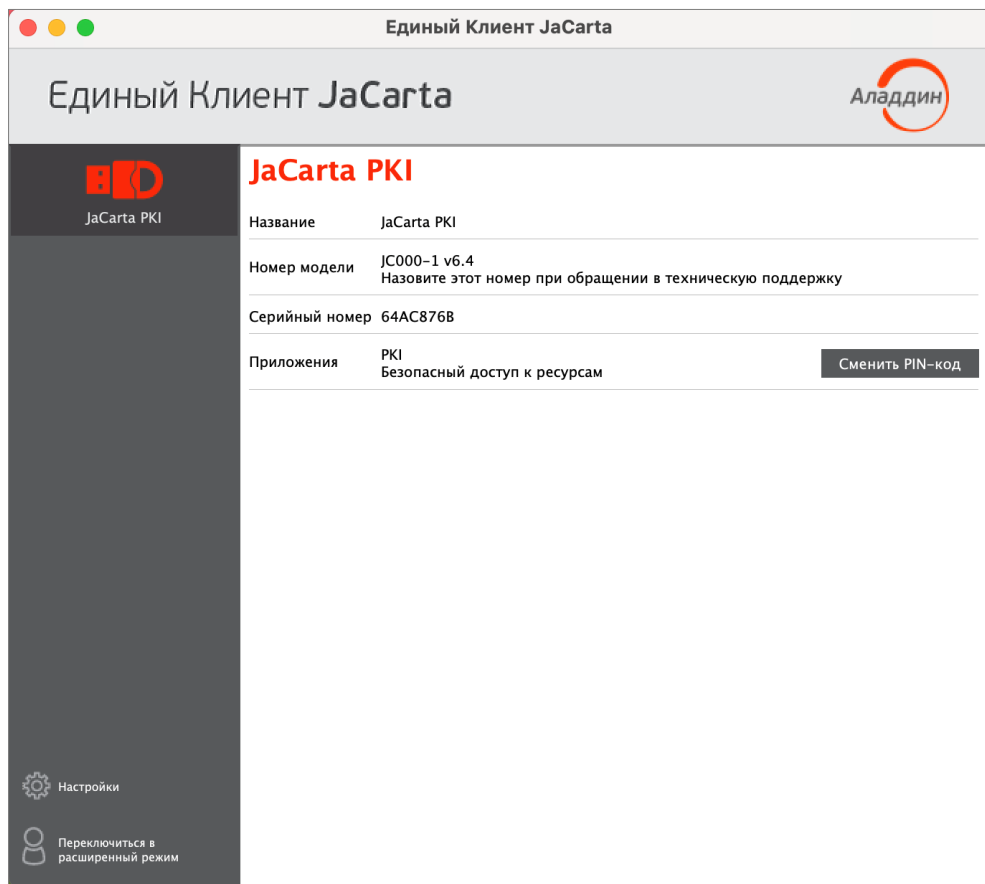 Единый Клиент JaCarta
Единый Клиент JaCarta
Аладдин
JaCarta PKI
JaCarta PKI
Название JaCarta PKI
Номер модели JC000-1 v6.4
Назовите этот номер при обращении в техническую поддержку
Серийный номер 64AC876B
Приложения PKI
Безопасный доступ к ресурсам
Сменить PIN-код
Настройки
Переключиться в
расширенный режим